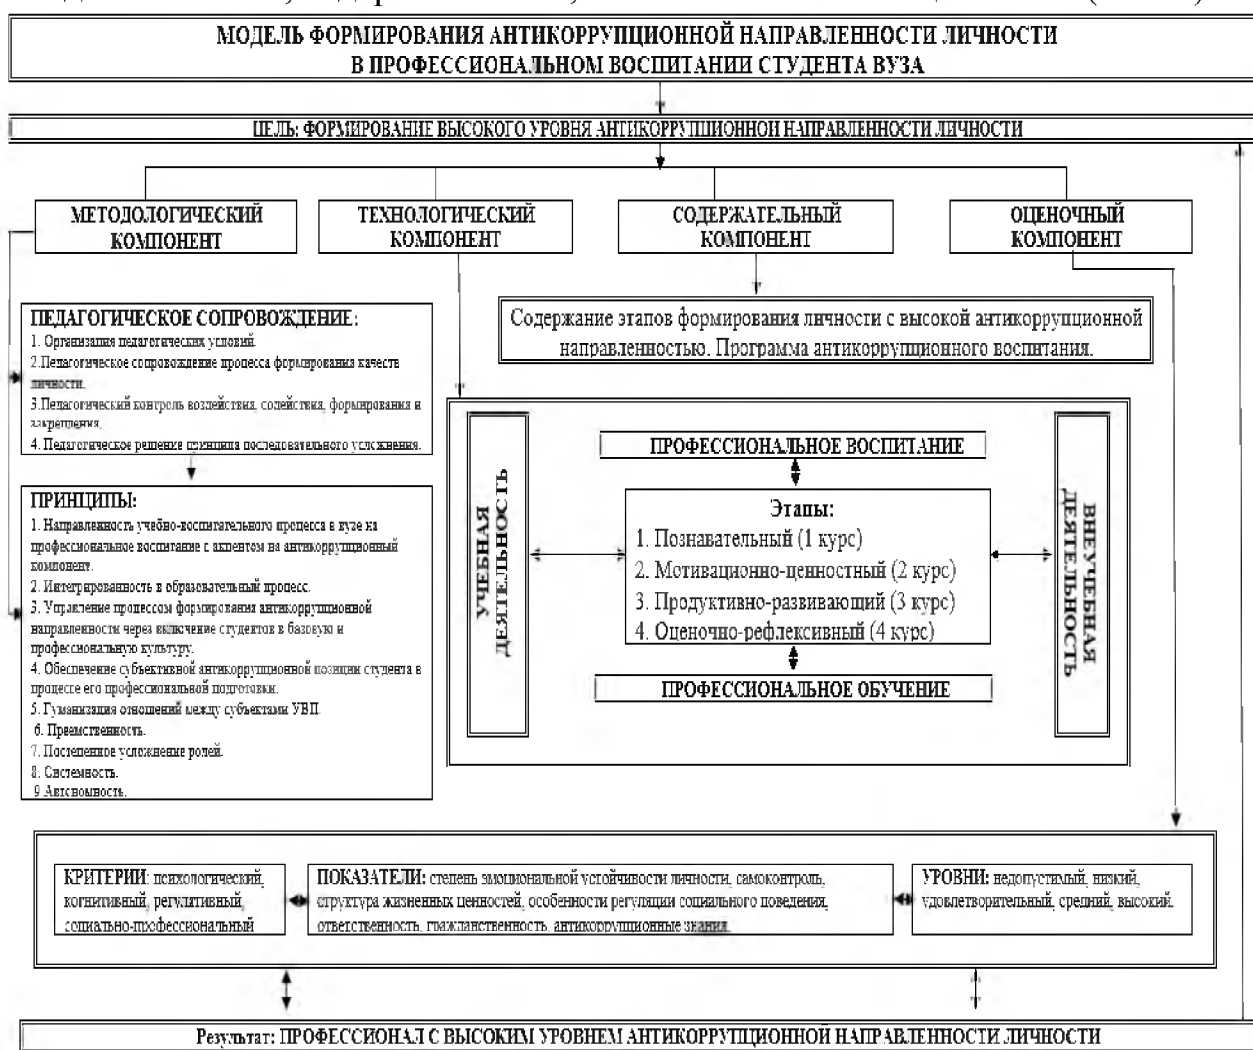 МОДЕЛЬ ФОРМИРОВАНИЯ АНТИКОРРУПЦИОННОЙ НАПРАВЛЕННОСТИ ЛИЧНОСТИ
В ПРОФЕССИОНАЛЬНОМ ВОСПИТАНИИ СТУДЕНТА ВУЗА
ЦЕЛЬ: ФОРМИРОВАНИЕ ВЫСОКОГО УРОВНЯ АНТИКОРРУПЦИОННОЙ НАПРАВЛЕННОСТИ ЛИЧНОСТИ
МЕТОДОЛОГИЧЕСКИЙ
КОМПОНЕНТ
ТЕХНОЛОГИЧЕСКИЙ
КОМПОНЕНТ
СОДЕРЖАТЕЛЬНЫЙ
КОМПОНЕНТ
ОЦЕНОЧНЫЙ
КОМПОНЕНТ
ПЕДАГОГИЧЕСКОЕ СОПРОВОЖДЕНИЕ:
1. Организация педагогических условий.
2.Педагогическое сопровождение процесса формирования качеств
личности.
3.Педагогический контроль воздействия, содействия, формирования и
закрепления.
4. Педагогическое решение принципа последовательного усложнения.
ПРИНЦИПЫ:
1. Направленность учебно-воспитательного процесса в вузе на
профессиональное воспитание с акцентом на антикоррупционный
компонент.
2. Интегрированность в образовательный процесс.
3. Управление процессом формирования антикоррупционной
направленности через включение студентов в базовую и
профессиональную культуру.
4. Обеспечение субъективной антикоррупционной позиции студента в
процессе его профессиональной подготовки.
5. Гуманизация отношений между субъектами УВП.
6. Преемственность.
7. Постепенное усложнение ролей.
8. Системность.
9 Автономность.
Содержание этапов формирования личности с высокой антикоррупционной
направленностью. Программа антикоррупционного воспитания.
УЧЕБНАЯ
ДЕЯТЕЛЬНОСТЬ
ПРОФЕССИОНАЛЬНОЕ ВОСПИТАНИЕ
Этапы:
1. Познавательный (1 курс)
2. Мотивационно-ценностный (2 курс)
3. Продуктивно-развивающий (3 курс)
4. Оценочно-рефлексивный (4 курс)
ПРОФЕССИОНАЛЬНОЕ ОБУЧЕНИЕ
ВНЕУЧЕБНАЯ
ДЕЯТЕЛЬНОСТЬ
КРИТЕРИИ: психологический,
когнитивный, регулятивный,
социально-профессиональный
ПОКАЗАТЕЛИ: степень эмоциональной устойчивости личности, самоконтроль,
структура жизненных ценностей, особенности регуляции социального поведения,
ответственность, гражданственность, антикоррупционные знания.
УРОВНИ: недопустимый, низкий,
удовлетворительный, средний, высокий.
Результат: ПРОФЕССИОНАЛ С ВЫСОКИМ УРОВНЕМ АНТИКОРРУПЦИОННОЙ НАПРАВЛЕННОСТИ ЛИЧНОСТИ